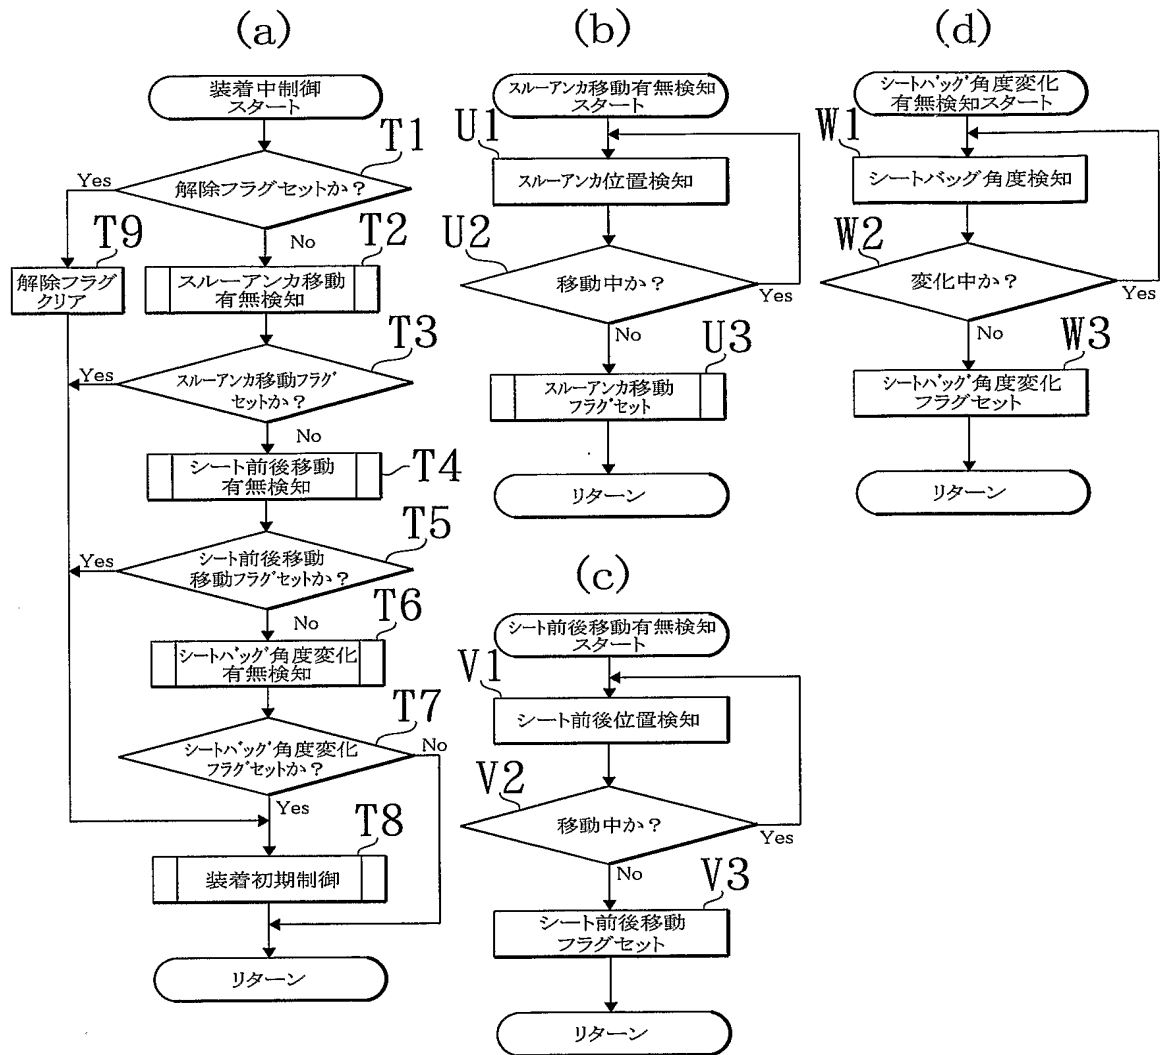 (a)
装着中制御
スタート
T1
解除フラグセットか？
Yes
No
T9
解除フラグ
クリア
T2
スルーアンカ移動
有無検知
T3
スルーアンカ移動フラグ
セットか？
Yes
No
シート前後移動
有無検知
T4
T5
シート前後移動
移動フラグセットか？
Yes
No
T6
シートバッグ角度変化
有無検知
T7
シートバッグ角度変化
フラグセットか？
No
Yes
T8
装着初期制御
リターン
(b)
スルーアンカ移動有無検知
スタート
U1
スルーアンカ位置検知
U2
移動中か？
Yes
No
U3
スルーアンカ移動
フラグセット
リターン
(c)
シート前後移動有無検知
スタート
V1
シート前後位置検知
V2
移動中か？
Yes
No
V3
シート前後移動
フラグセット
リターン
(d)
シートバッグ角度変化
有無検知スタート
W1
シートバッグ角度検知
W2
変化中か？
Yes
No
W3
シートバッグ角度変化
フラグセット
リターン